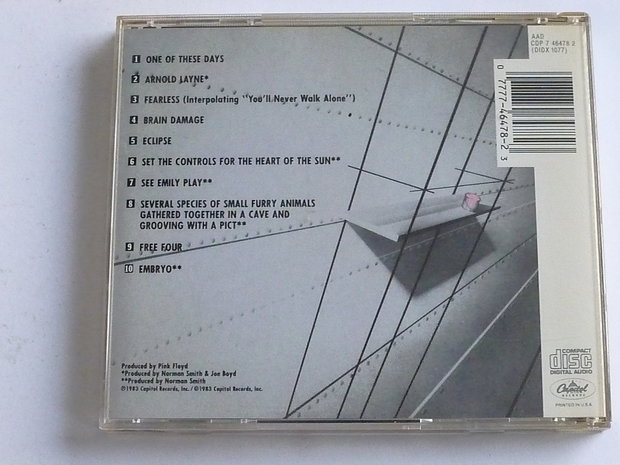 1 ONE OF THESE DAYS
2 ARNOLD LAYNE*
3 FEARLESS (Interpolating "You'll Never Walk Alone")
4 BRAIN DAMAGE
5 ECLIPSE
6 SET THE CONTROLS FOR THE HEART OF THE SUN**
7 SEE EMILY PLAY**
8 SEVERAL SPECIES OF SMALL FURRY ANIMALS
GATHERED TOGETHER IN A CAVE AND
GROOVING WITH A PICT**
9 FREE FOUR
10 EMBRYO**
Produced by Pink Floyd
*Produced by Norman Smith & Joe Boyd
**Produced by Norman Smith
℗1983 Capitol Records, Inc. / ©1983 Capitol Records, Inc.
AAD
CDP 7 46478 2
(DIDX 1077)
0 7777-46478-2 3
COMPACT
disc
DIGITAL AUDIO
Capitol
RECORDS
PRINTED IN U.S.A.